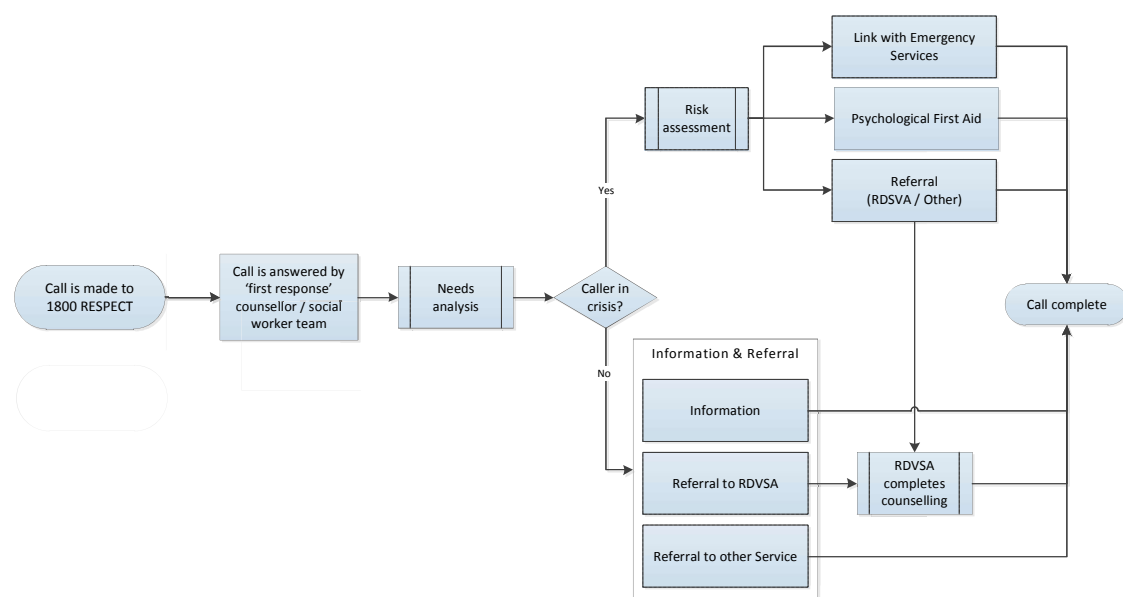 Link with Emergency
Services
Risk
assessment
Psychological First Aid
Referral
(RDSVA / Other)
Yes
Call is made to
1800 RESPECT
Call is answered by
‘first response’
counsellor / social
worker team
Needs
analysis
Caller in
crisis?
Call complete
No
Information & Referral
Information
Referral to RDVSA
RDVSA
completes
counselling
Referral to other Service